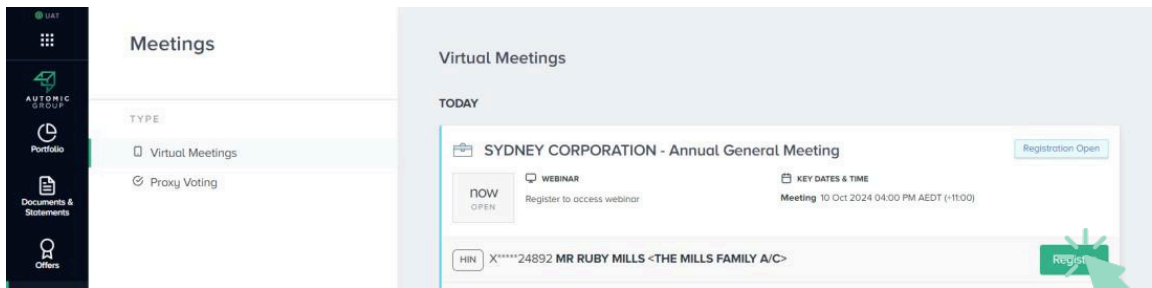 UAT
AUTOMIC
GROUP
Portfolio
Documents &
Statements
Offers
Meetings
TYPE
Virtual Meetings
Proxy Voting
Virtual Meetings
TODAY
SYDNEY CORPORATION - Annual General Meeting
Registration Open
now
OPEN
WEBINAR
Register to access webinar
KEY DATES & TIME
Meeting 10 Oct 2024 04:00 PM AEDT (+11:00)
HIN X*****24892 MR RUBY MILLS <THE MILLS FAMILY A/C>